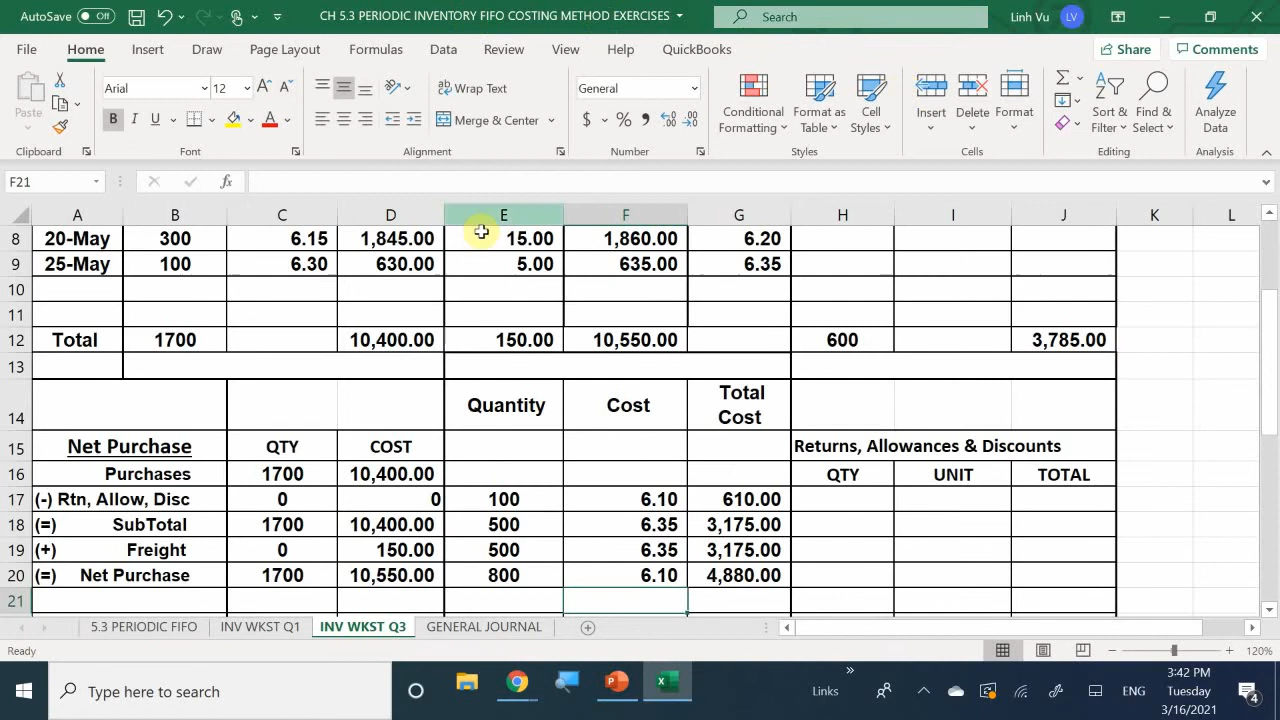 AutoSave Off CH 5.3 PERIODIC INVENTORY FIFO COSTING METHOD EXERCISES Search Linh Vu LV
File Home Insert Draw Page Layout Formulas Data Review View Help QuickBooks Share Comments
Paste Arial 12 A A ab Wrap Text General Conditional Formatting Format as Table Cell Styles Insert Delete Format Sort & Filter Find & Select Analyze Data
B I U A Merge & Center $ % 9
Clipboard Font Alignment Number Styles Cells Editing Analysis
F21 fx
A B C D E F G H I J K L
8 20-May 300 6.15 1,845.00 15.00 1,860.00 6.20
9 25-May 100 6.30 630.00 5.00 635.00 6.35
10
11
12 Total 1700 10,400.00 150.00 10,550.00 600 3,785.00
13
14 Quantity Cost Total Cost
15 Net Purchase QTY COST Returns, Allowances & Discounts
16 Purchases 1700 10,400.00 QTY UNIT TOTAL
17 (-) Rtn, Allow, Disc 0 0 100 6.10 610.00
18 (=) SubTotal 1700 10,400.00 500 6.35 3,175.00
19 (+) Freight 0 150.00 500 6.35 3,175.00
20 (=) Net Purchase 1700 10,550.00 800 6.10 4,880.00
21
5.3 PERIODIC FIFO INV WKST Q1 INV WKST Q3 GENERAL JOURNAL
Ready 120%
Type here to search Links ENG 3:42 PM
Tuesday
3/16/2021
4